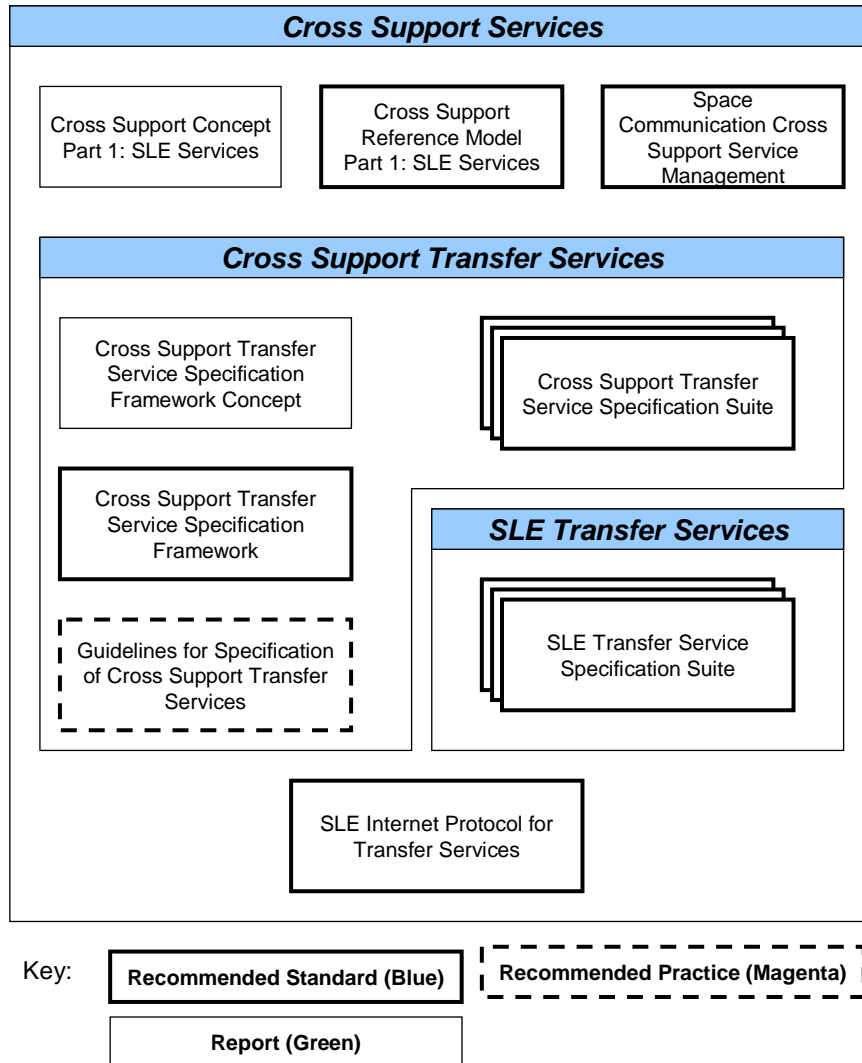 Cross Support Services
Cross Support Concept
Part 1: SLE Services
Cross Support
Reference Model
Part 1: SLE Services
Space
Communication Cross
Support Service
Management
Cross Support Transfer Services
Cross Support Transfer
Service Specification
Framework Concept
Cross Support Transfer
Service Specification Suite
Cross Support Transfer
Service Specification
Framework
SLE Transfer Services
SLE Transfer Service
Specification Suite
Guidelines for Specification
of Cross Support Transfer
Services
SLE Internet Protocol for
Transfer Services
Key:
Recommended Standard (Blue)
Recommended Practice (Magenta)
Report (Green)